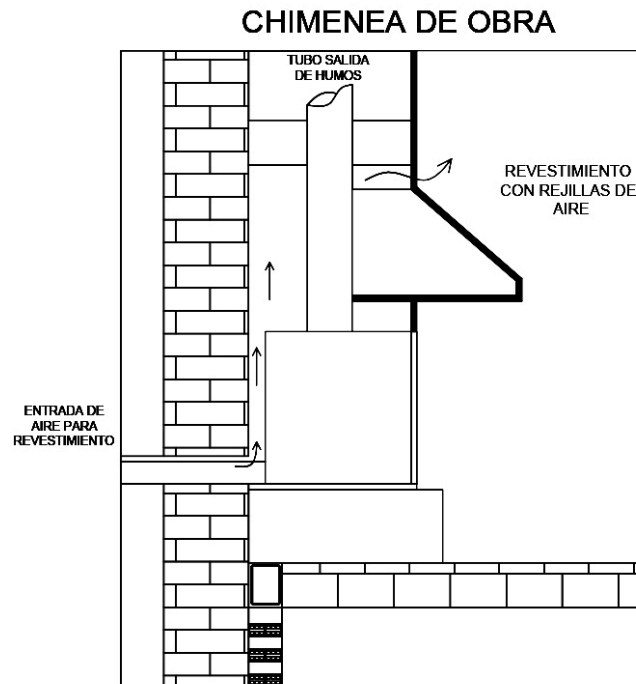 CHIMENEA DE OBRA
TUBO SALIDA
DE HUMOS
REVESTIMIENTO
CON REJILLAS DE
AIRE
ENTRADA DE
AIRE PARA
REVESTIMIENTO